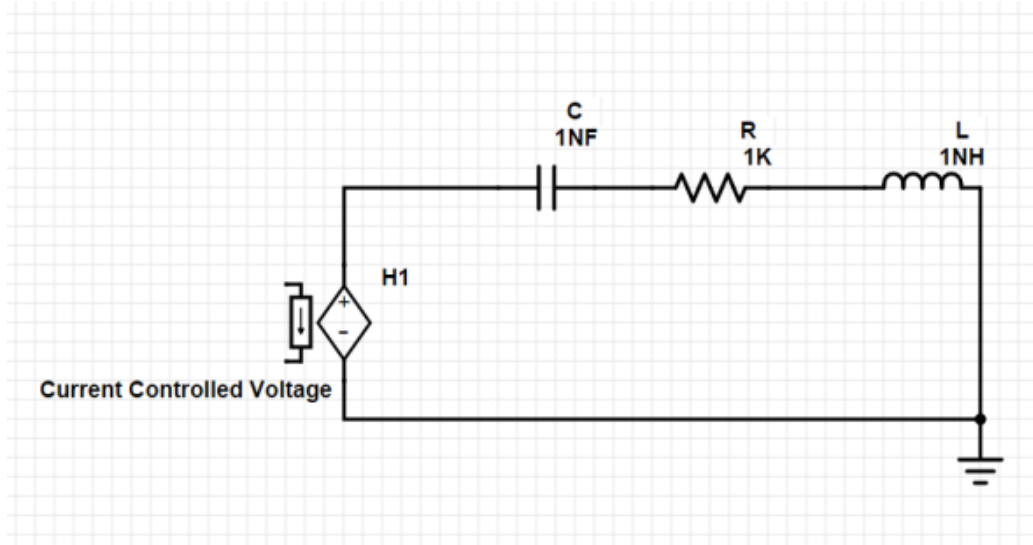 C
1NF
R
1K
L
1NH
H1
+
-
Current Controlled Voltage